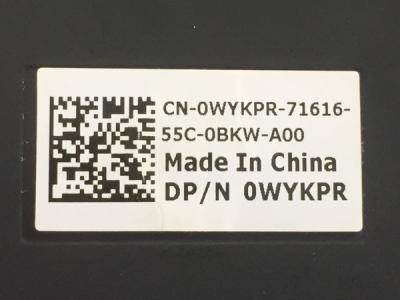 CN-0WYKPR-71616-
55C-0BKW-A00
Made In China
DP/N 0WYKPR